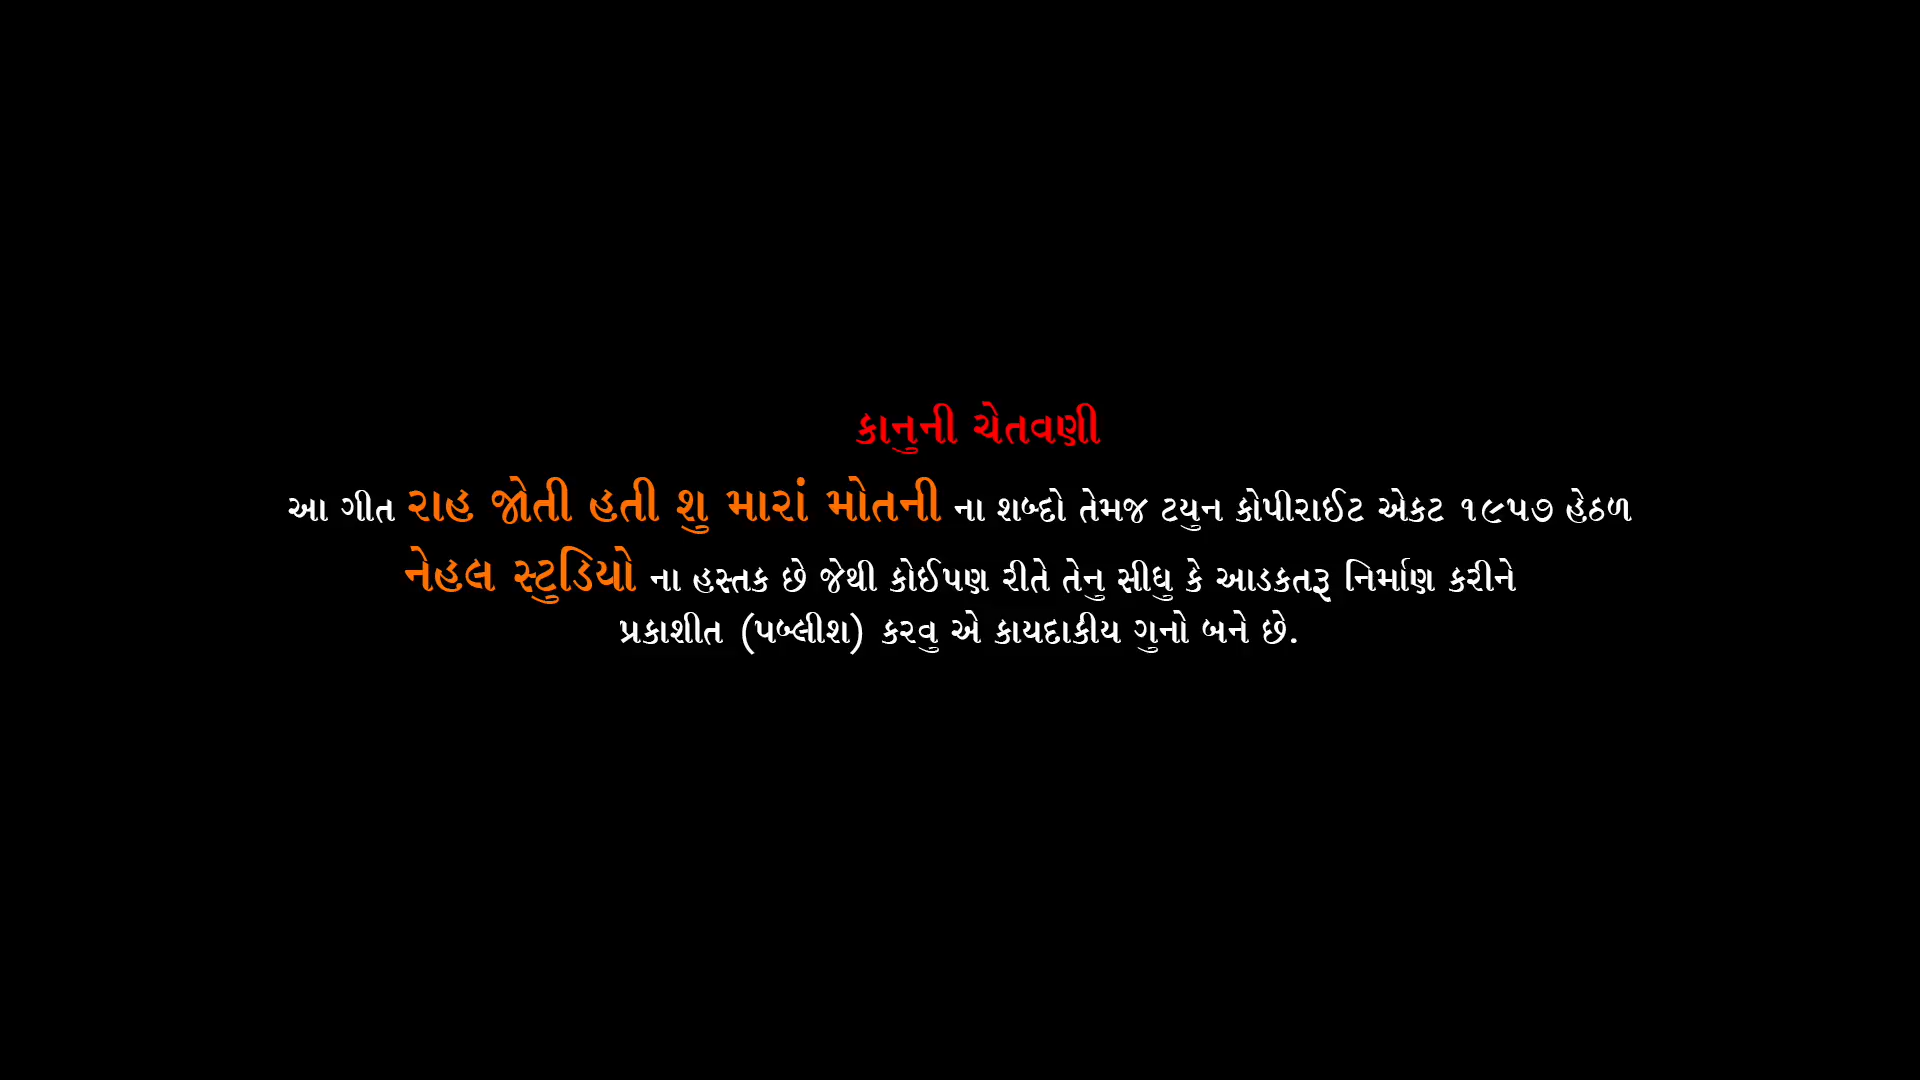 કાનુની ચેતવણી
આ ગીત રાહ જોતી હતી શુ મારાં મોતની ના શબ્દો તેમજ ટયુન કોપીરાઈટ એકટ ૧૯૫૭ હેઠળ
નેહલ સ્ટુડિયો ના હસ્તક છે જેથી કોઈપણ રીતે તેનુ સીધુ કે આડકતરૂ નિર્માણ કરીને
પ્રકાશીત (પબ્લીશ) કરવુ એ કાયદાકીય ગુનો બને છે.